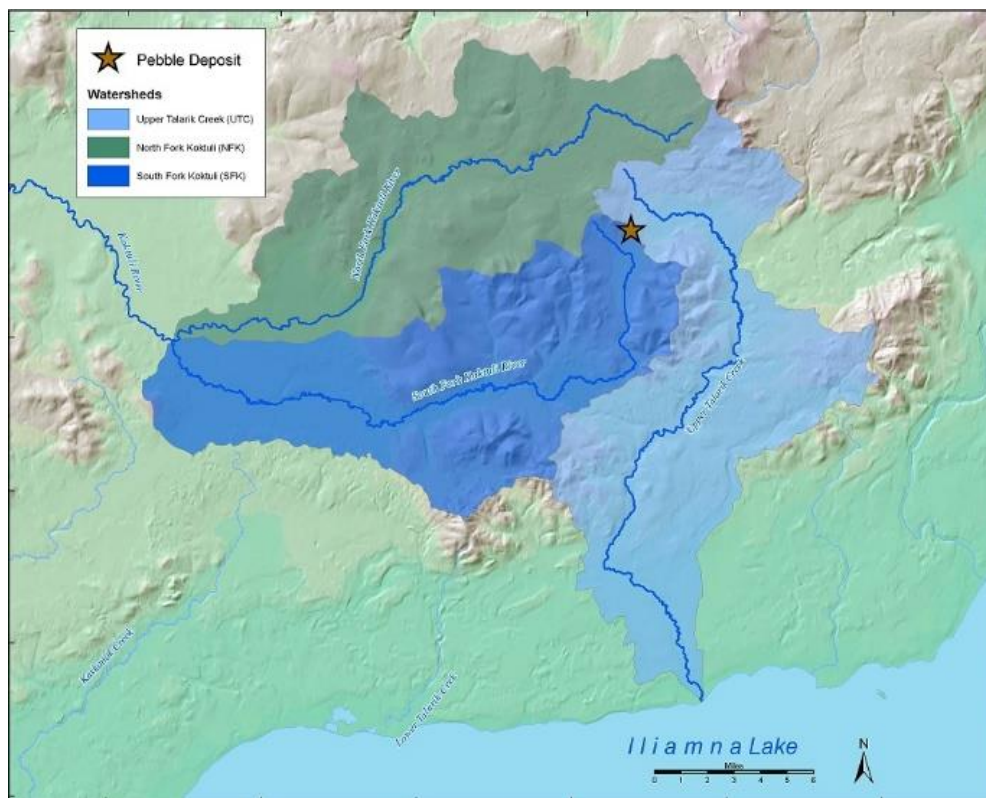 Pebble Deposit
Watersheds
Upper Talarik Creek (UTC)
North Fork Koktuli (NFK)
South Fork Koktuli (SFK)
North Fork Koktuli River
Koktuli River
South Fork Koktuli River
Upper Talarik Creek
Kaskanak Creek
Lower Talarik Creek
Iliamna Lake
N
Miles
0 1 2 3 4 5 6